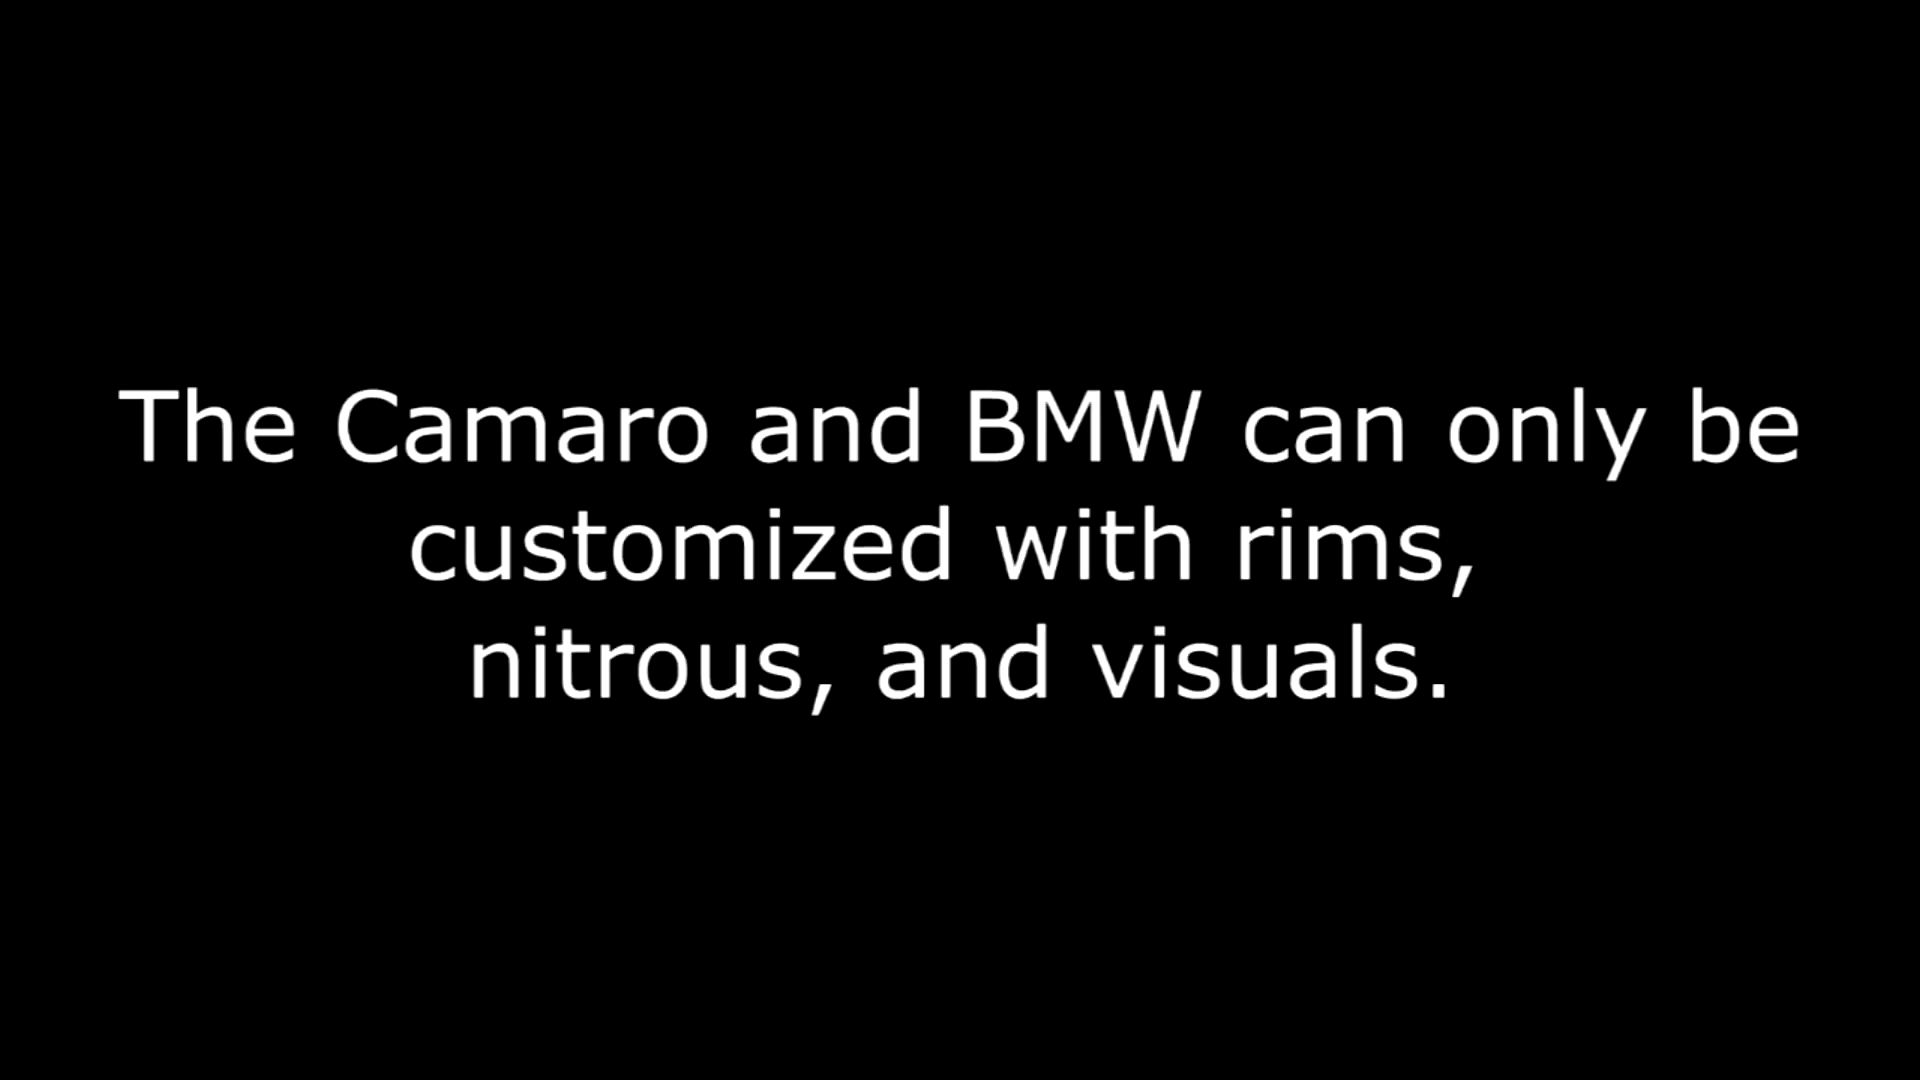 The Camaro and BMW can only be
customized with rims,
nitrous, and visuals.